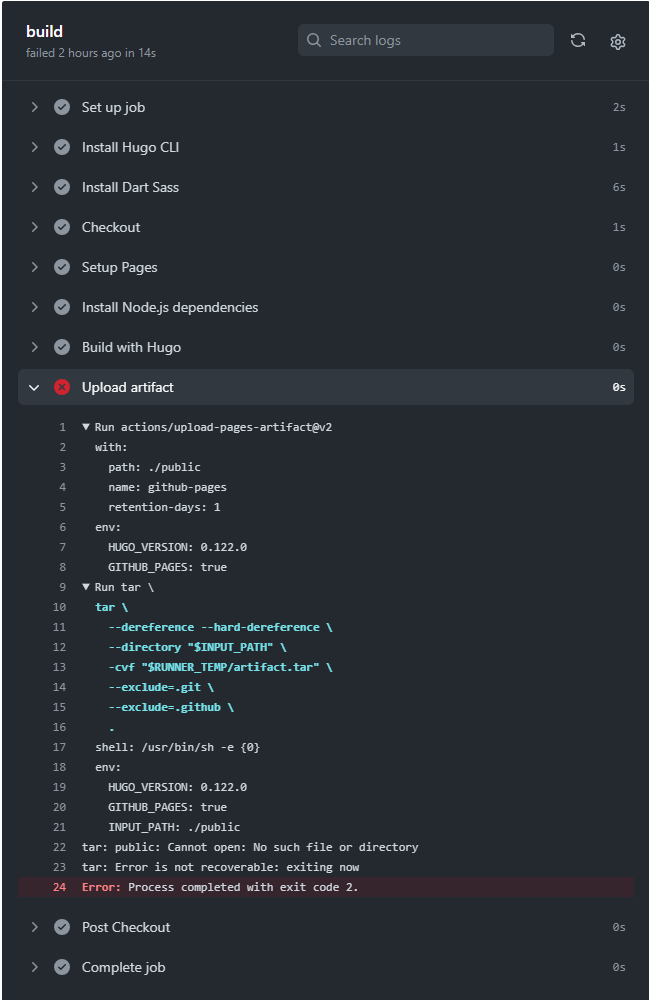 build
failed 2 hours ago in 14s
Search logs
Set up job 2s
Install Hugo CLI 1s
Install Dart Sass 6s
Checkout 1s
Setup Pages 0s
Install Node.js dependencies 0s
Build with Hugo 0s
Upload artifact 0s
1 ▼ Run actions/upload-pages-artifact@v2
2 with:
3 path: ./public
4 name: github-pages
5 retention-days: 1
6 env:
7 HUGO_VERSION: 0.122.0
8 GITHUB_PAGES: true
9 ▼ Run tar \
10 tar \
11 --dereference --hard-dereference \
12 --directory "$INPUT_PATH" \
13 -cvf "$RUNNER_TEMP/artifact.tar" \
14 --exclude=.git \
15 --exclude=.github \
16 .
17 shell: /usr/bin/sh -e {0}
18 env:
19 HUGO_VERSION: 0.122.0
20 GITHUB_PAGES: true
21 INPUT_PATH: ./public
22 tar: public: Cannot open: No such file or directory
23 tar: Error is not recoverable: exiting now
24 Error: Process completed with exit code 2.
Post Checkout 0s
Complete job 0s